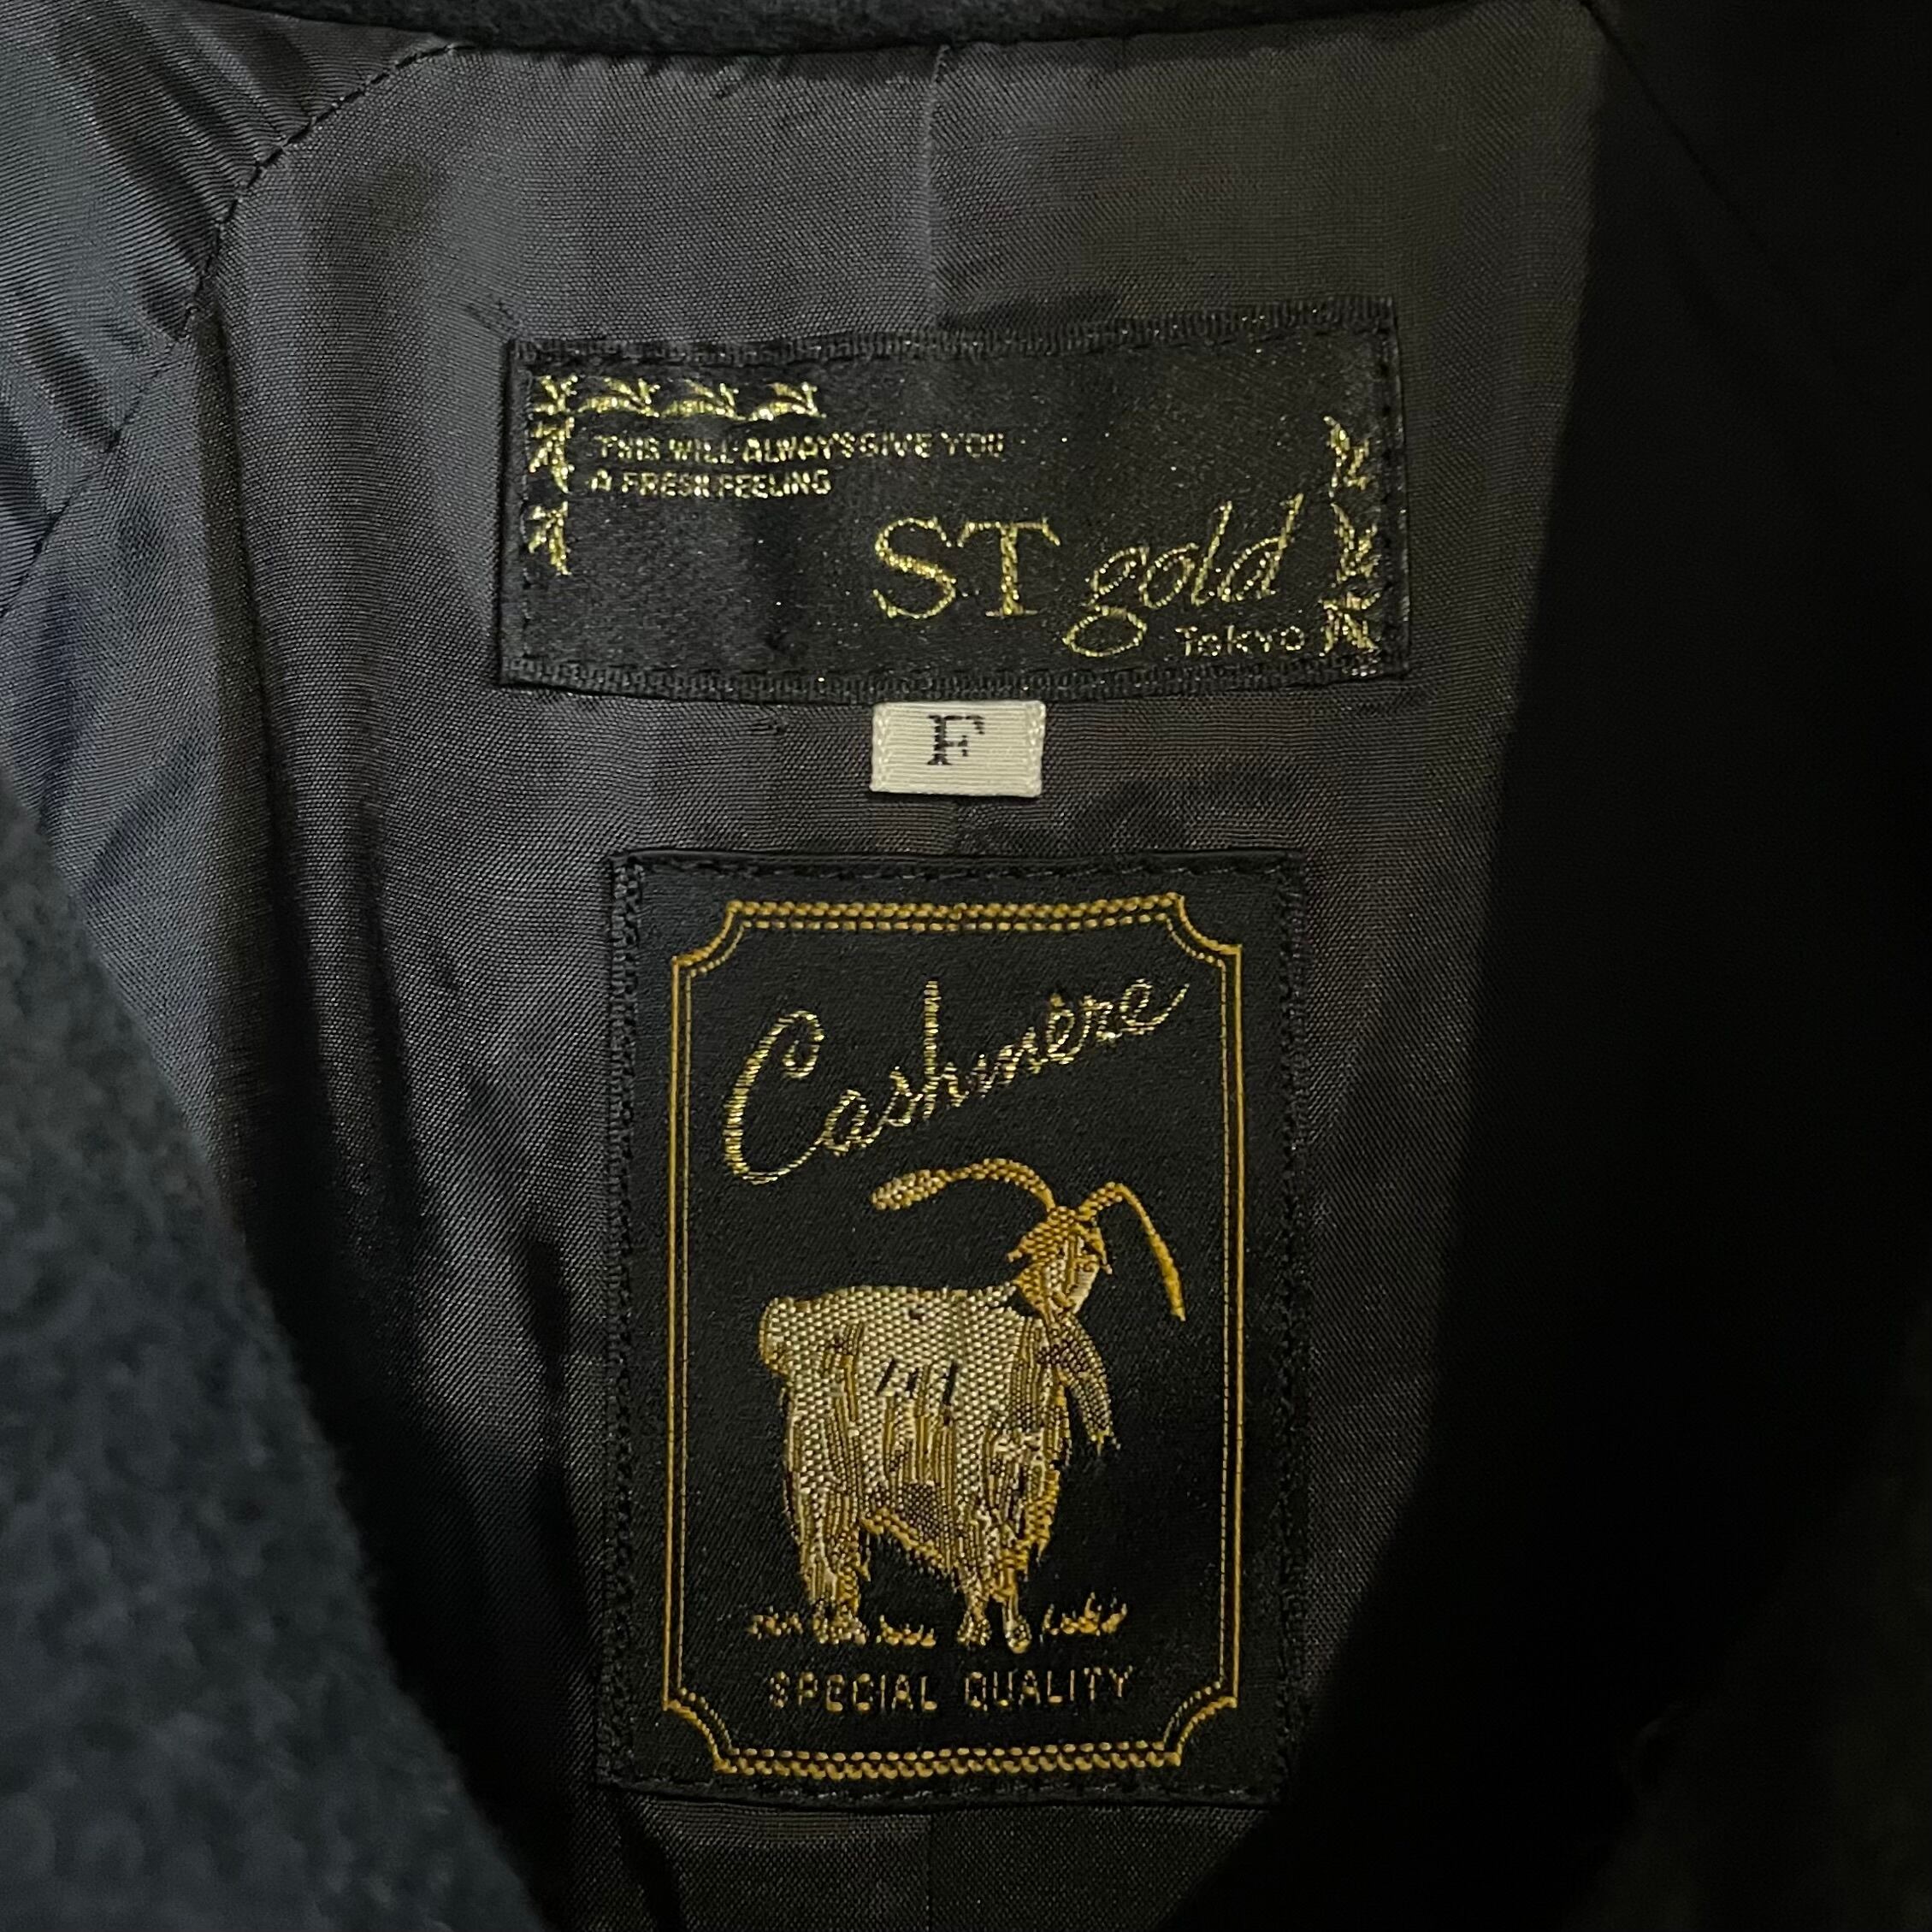 THIS WILL ALWAYS GIVE YOU
A FRESH FEELING
ST gold
TOKYO
F
Cashmere
SPECIAL QUALITY